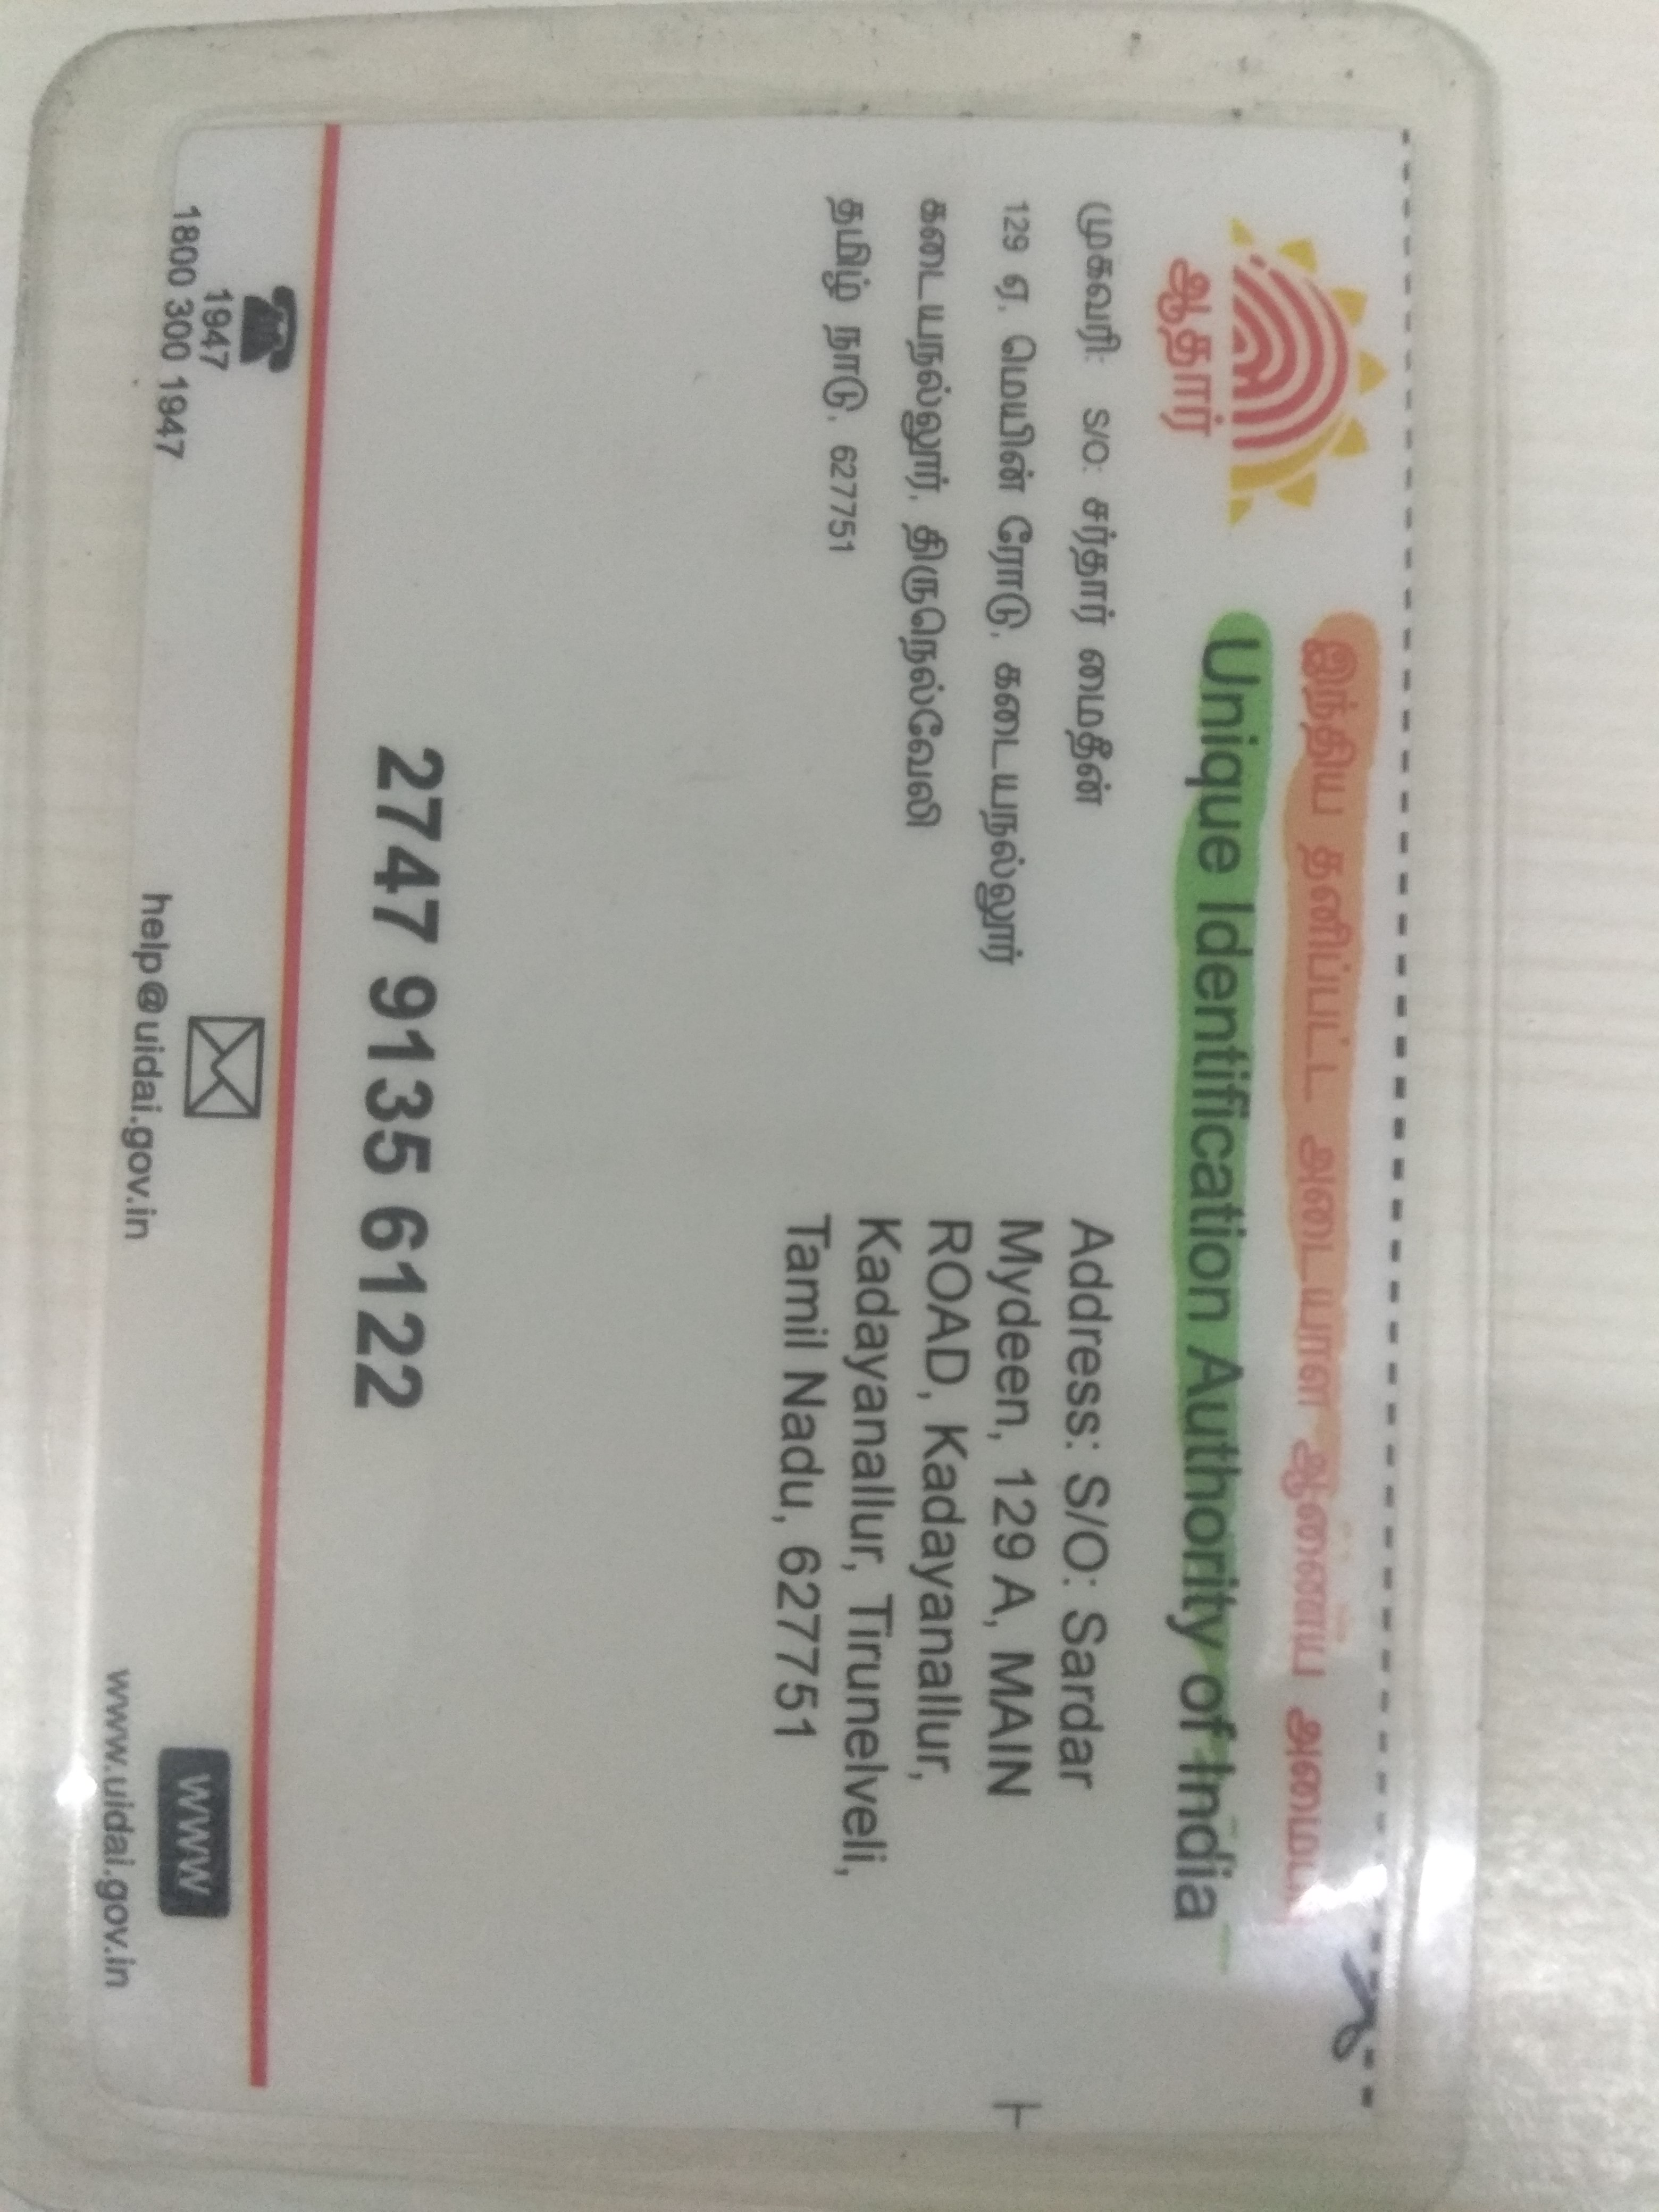 இந்திய தனிப்பட்ட அடையாள ஆணைய அமைப்பு
Unique Identification Authority of India
ஆதார்
முகவரி: S/O: சர்தார் மைதீன்
129 ஏ, மெயின் ரோடு, கடையநல்லூர்
கடையநல்லூர், திருநெல்வேலி
தமிழ் நாடு, 627751
Address: S/O: Sardar
Mydeen, 129 A, MAIN
ROAD, Kadayanallur,
Kadayanallur, Tirunelveli,
Tamil Nadu, 627751
2747 9135 6122
1947
1800 300 1947
help@uidai.gov.in
www
www.uidai.gov.in